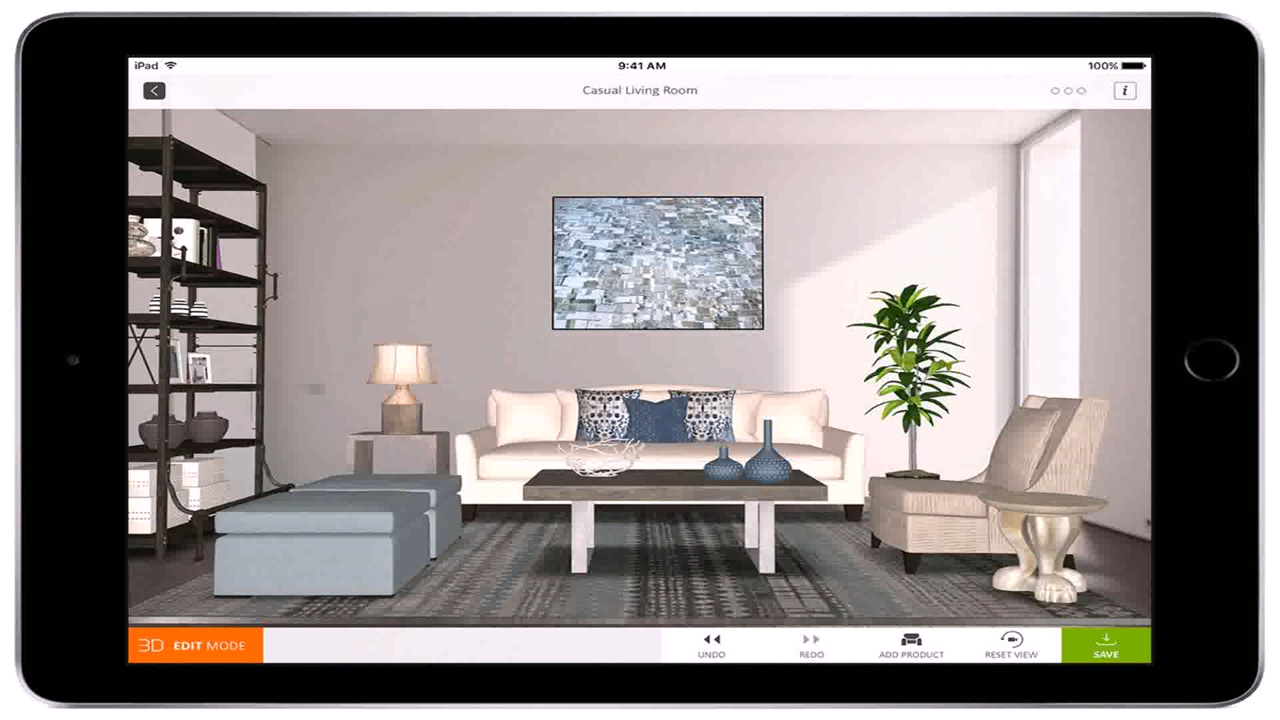 iPad
9:41 AM
100%
Casual Living Room
i
3D EDIT MODE
UNDO
REDO
ADD PRODUCT
RESET VIEW
SAVE